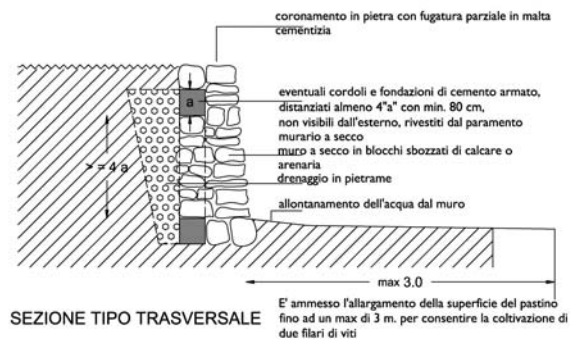 coronamento in pietra con fugatura parziale in malta
cementizia
eventuali cordoli e fondazioni di cemento armato,
distanziati almeno 4"a" con min. 80 cm,
non visibili dall'esterno, rivestiti dal paramento
murario a secco
muro a secco in blocchi sbozzati di calcare o
arenaria
drenaggio in pietrame
allontanamento dell'acqua dal muro
a
> = 4 a
max 3.0
SEZIONE TIPO TRASVERSALE
E' ammesso l'allargamento della superficie del pastino
fino ad un max di 3 m. per consentire la coltivazione di
due filari di viti